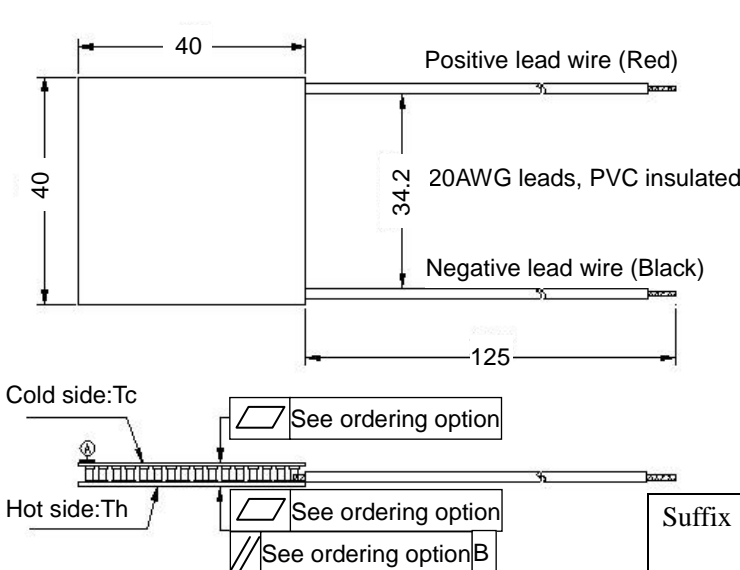 40
Positive lead wire (Red)
40
34.2
20AWG leads, PVC insulated
Negative lead wire (Black)
125
Cold side:Tc
See ordering option
A
Hot side:Th
See ordering option
See ordering option B
Suffix